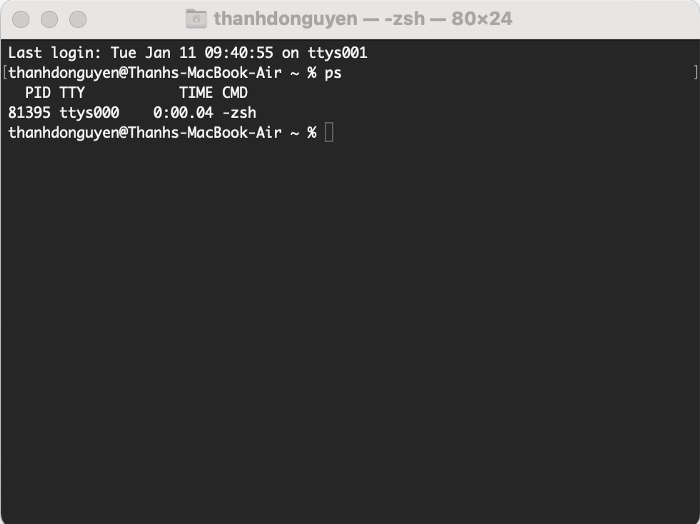 thanhdonguyen — -zsh — 80×24
Last login: Tue Jan 11 09:40:55 on ttys001
[thanhdonguyen@Thanhs-MacBook-Air ~ % ps ]
  PID TTY           TIME CMD
81395 ttys000    0:00.04 -zsh
thanhdonguyen@Thanhs-MacBook-Air ~ %